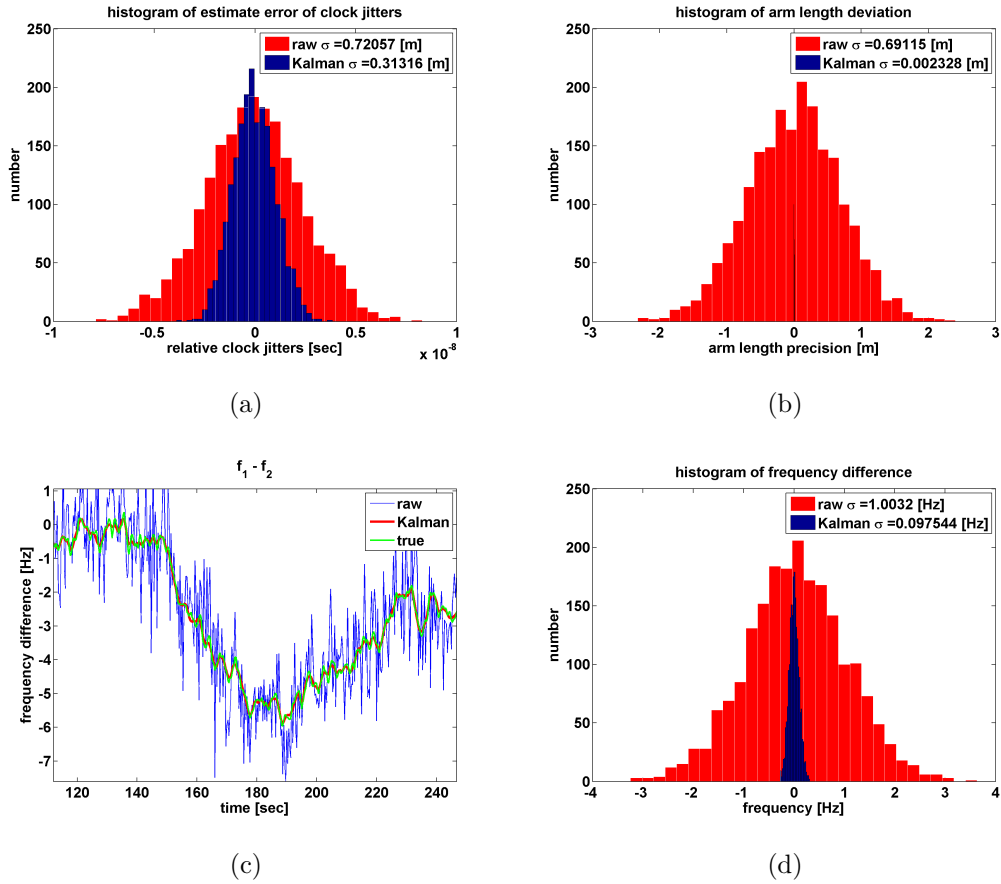 histogram of estimate error of clock jitters
250
200
150
100
50
0
number
raw σ =0.72057 [m]
Kalman σ =0.31316 [m]
-1
-0.5
0
0.5
1
x 10^-8
relative clock jitters [sec]
(a)
histogram of arm length deviation
250
200
150
100
50
0
number
raw σ =0.69115 [m]
Kalman σ =0.002328 [m]
-3
-2
-1
0
1
2
3
arm length precision [m]
(b)
f_1 - f_2
1
0
-1
-2
-3
-4
-5
-6
-7
frequency difference [Hz]
raw
Kalman
true
120
140
160
180
200
220
240
time [sec]
(c)
histogram of frequency difference
250
200
150
100
50
0
number
raw σ =1.0032 [Hz]
Kalman σ =0.097544 [Hz]
-4
-3
-2
-1
0
1
2
3
4
frequency [Hz]
(d)